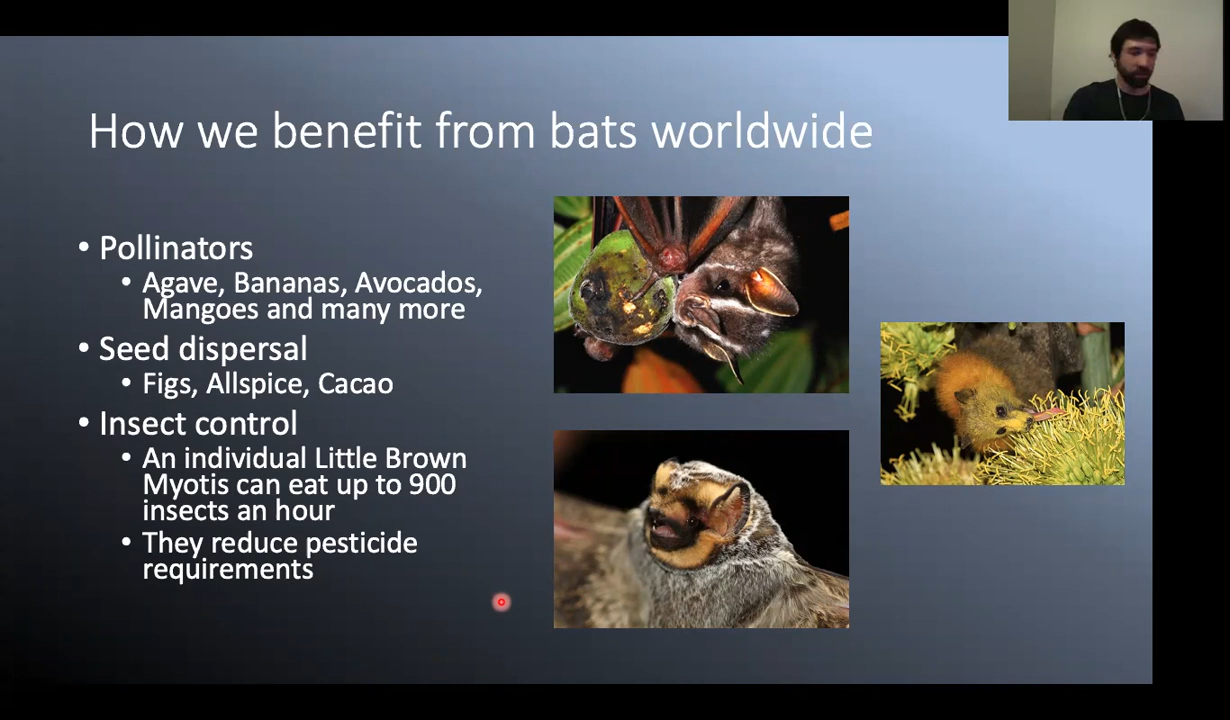 How we benefit from bats worldwide
• Pollinators
• Agave, Bananas, Avocados,
Mangoes and many more
• Seed dispersal
• Figs, Allspice, Cacao
• Insect control
• An individual Little Brown
Myotis can eat up to 900
insects an hour
• They reduce pesticide
requirements